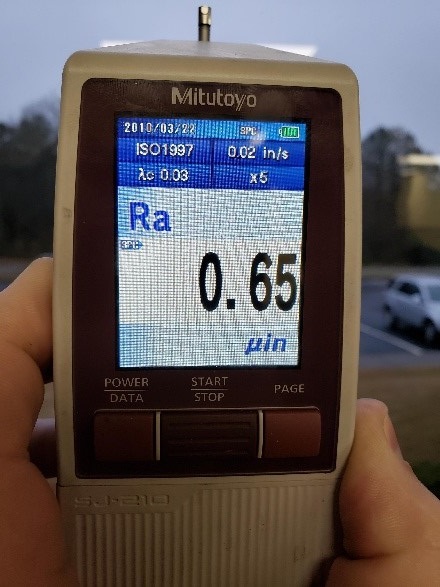 Mitutoyo
2010/03/22 SPC
ISO1997 0.02 in/s
λc 0.03 x5
Ra
0.65
µin
POWER DATA START STOP PAGE
SJ-210